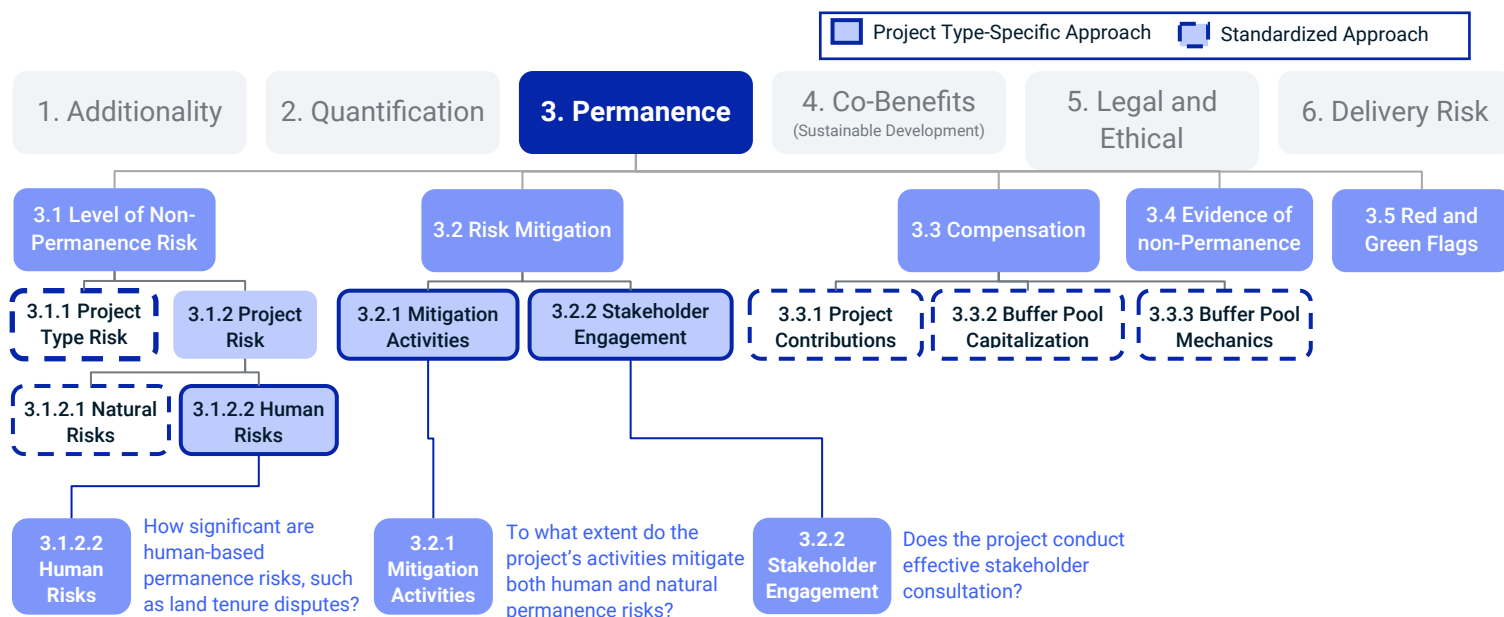 Project Type-Specific Approach
Standardized Approach
1. Additionality
2. Quantification
3. Permanence
4. Co-Benefits
(Sustainable Development)
5. Legal and
Ethical
6. Delivery Risk
3.1 Level of Non-
Permanence Risk
3.2 Risk Mitigation
3.3 Compensation
3.4 Evidence of
non-Permanence
3.5 Red and
Green Flags
3.1.1 Project
Type Risk
3.1.2 Project
Risk
3.2.1 Mitigation
Activities
3.2.2 Stakeholder
Engagement
3.3.1 Project
Contributions
3.3.2 Buffer Pool
Capitalization
3.3.3 Buffer Pool
Mechanics
3.1.2.1 Natural
Risks
3.1.2.2 Human
Risks
3.1.2.2
Human
Risks
How significant are
human-based
permanence risks, such
as land tenure disputes?
3.2.1
Mitigation
Activities
To what extent do the
project’s activities mitigate
both human and natural
permanence risks?
3.2.2
Stakeholder
Engagement
Does the project conduct
effective stakeholder
consultation?